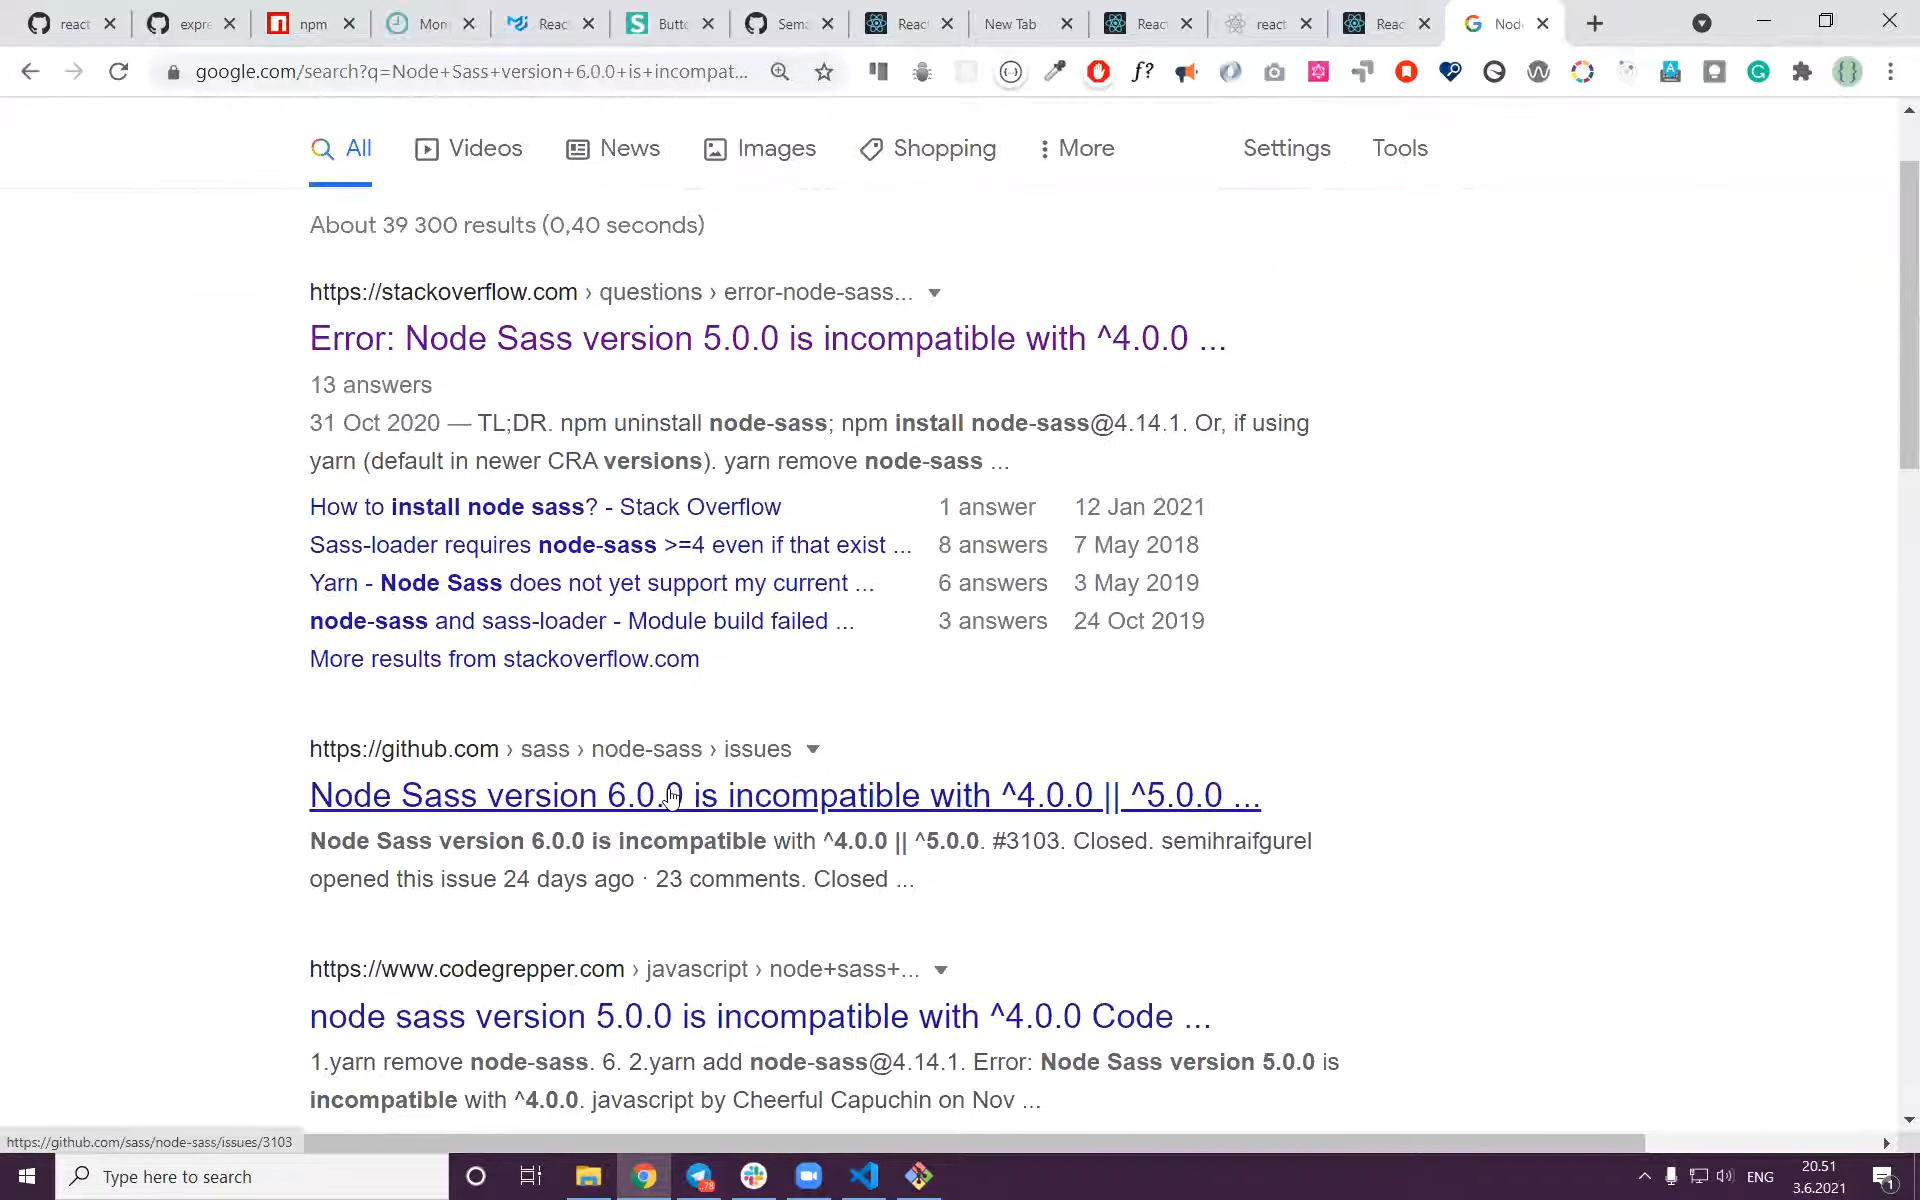 react
expre
npm
Mon
Reac
Butto
Sema
Reac
New Tab
Reac
react
Reac
Node
google.com/search?q=Node+Sass+version+6.0.0+is+incompat...
All
Videos
News
Images
Shopping
More
Settings
Tools
About 39 300 results (0,40 seconds)
https://stackoverflow.com › questions › error-node-sass...
Error: Node Sass version 5.0.0 is incompatible with ^4.0.0 ...
13 answers
31 Oct 2020 — TL;DR. npm uninstall node-sass; npm install node-sass@4.14.1. Or, if using
yarn (default in newer CRA versions). yarn remove node-sass ...
How to install node sass? - Stack Overflow 1 answer 12 Jan 2021
Sass-loader requires node-sass >=4 even if that exist ... 8 answers 7 May 2018
Yarn - Node Sass does not yet support my current ... 6 answers 3 May 2019
node-sass and sass-loader - Module build failed ... 3 answers 24 Oct 2019
More results from stackoverflow.com
https://github.com › sass › node-sass › issues
Node Sass version 6.0.0 is incompatible with ^4.0.0 || ^5.0.0 ...
Node Sass version 6.0.0 is incompatible with ^4.0.0 || ^5.0.0. #3103. Closed. semihraifgurel
opened this issue 24 days ago · 23 comments. Closed ...
https://www.codegrepper.com › javascript › node+sass+...
node sass version 5.0.0 is incompatible with ^4.0.0 Code ...
1.yarn remove node-sass. 6. 2.yarn add node-sass@4.14.1. Error: Node Sass version 5.0.0 is
incompatible with ^4.0.0. javascript by Cheerful Capuchin on Nov ...
https://github.com/sass/node-sass/issues/3103
Type here to search
78
ENG
20.51
3.6.2021
1